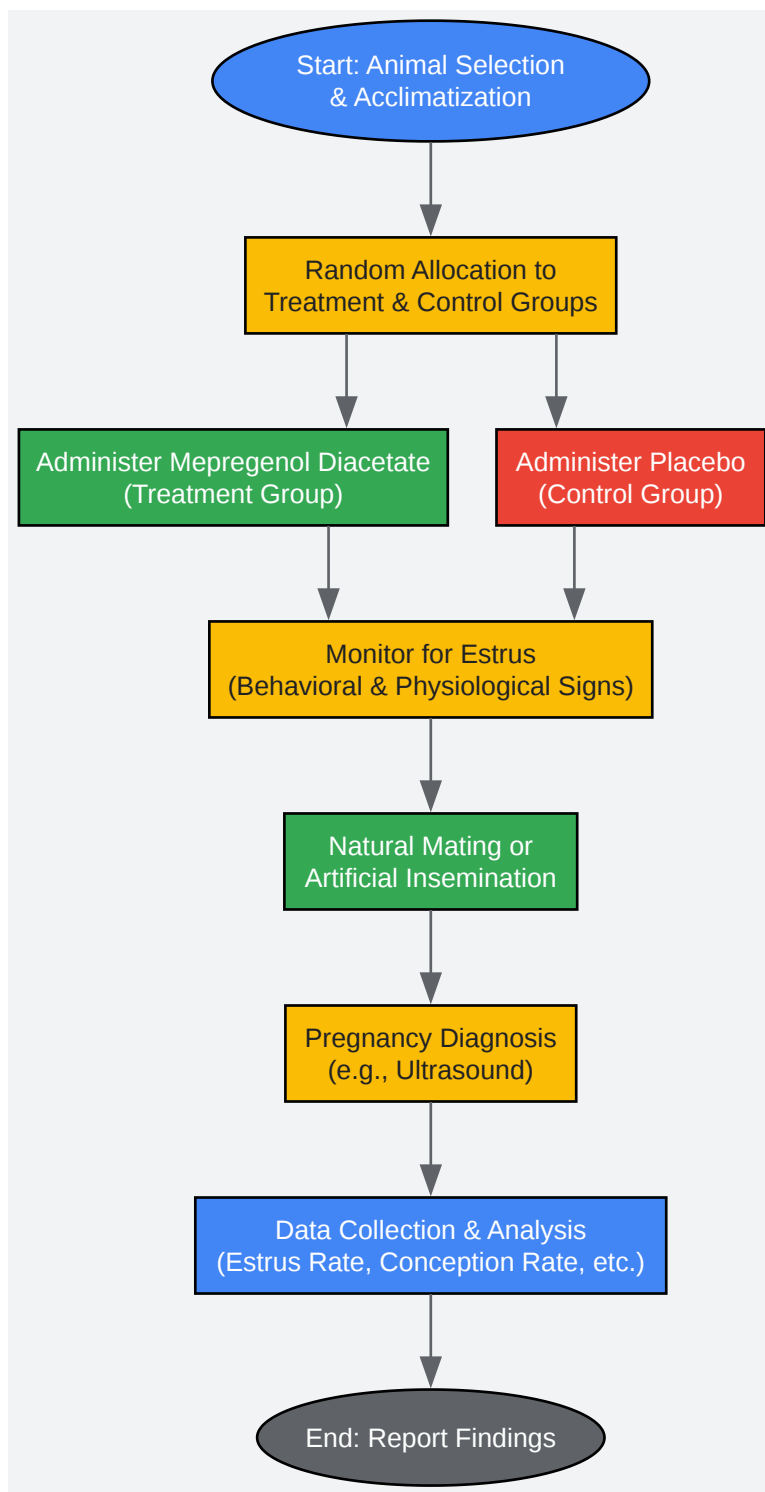 Start: Animal Selection
& Acclimatization
Random Allocation to
Treatment & Control Groups
Administer Mepregenol Diacetate
(Treatment Group)
Administer Placebo
(Control Group)
Monitor for Estrus
(Behavioral & Physiological Signs)
Natural Mating or
Artificial Insemination
Pregnancy Diagnosis
(e.g., Ultrasound)
Data Collection & Analysis
(Estrus Rate, Conception Rate, etc.)
End: Report Findings